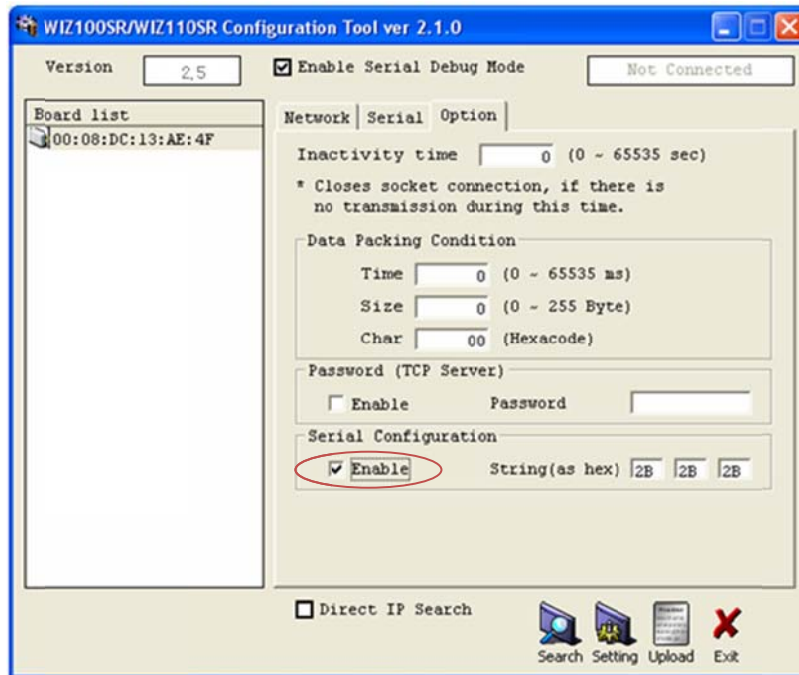 WIZ100SR/WIZ110SR Configuration Tool ver 2.1.0
Version 2.5 Enable Serial Debug Mode Not Connected
Board list
00:08:DC:13:AE:4F
Network Serial Option
Inactivity time 0 (0 ~ 65535 sec)
* Closes socket connection, if there is
no transmission during this time.
Data Packing Condition
Time 0 (0 ~ 65535 ms)
Size 0 (0 ~ 255 Byte)
Char 00 (Hexacode)
Password (TCP Server)
Enable Password
Serial Configuration
Enable String(as hex) 2B 2B 2B
Direct IP Search
Search Setting Upload Exit